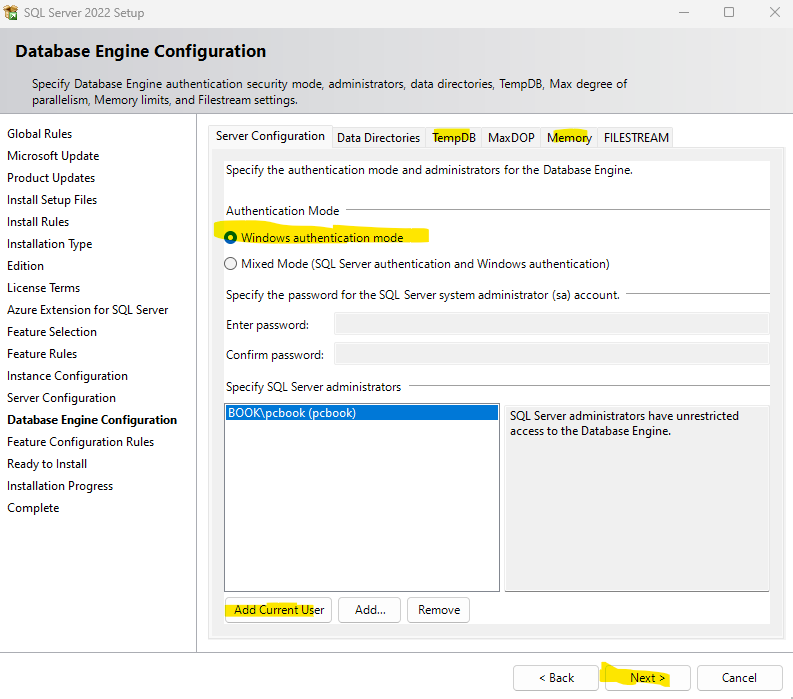 SQL Server 2022 Setup
Database Engine Configuration
Specify Database Engine authentication security mode, administrators, data directories, TempDB, Max degree of
parallelism, Memory limits, and Filestream settings.
Global Rules
Microsoft Update
Product Updates
Install Setup Files
Install Rules
Installation Type
Edition
License Terms
Azure Extension for SQL Server
Feature Selection
Feature Rules
Instance Configuration
Server Configuration
Database Engine Configuration
Feature Configuration Rules
Ready to Install
Installation Progress
Complete
Server Configuration Data Directories TempDB MaxDOP Memory FILESTREAM
Specify the authentication mode and administrators for the Database Engine.
Authentication Mode
Windows authentication mode
Mixed Mode (SQL Server authentication and Windows authentication)
Specify the password for the SQL Server system administrator (sa) account.
Enter password:
Confirm password:
Specify SQL Server administrators
BOOK\pcbook (pcbook)
SQL Server administrators have unrestricted
access to the Database Engine.
Add Current User Add... Remove
< Back Next > Cancel